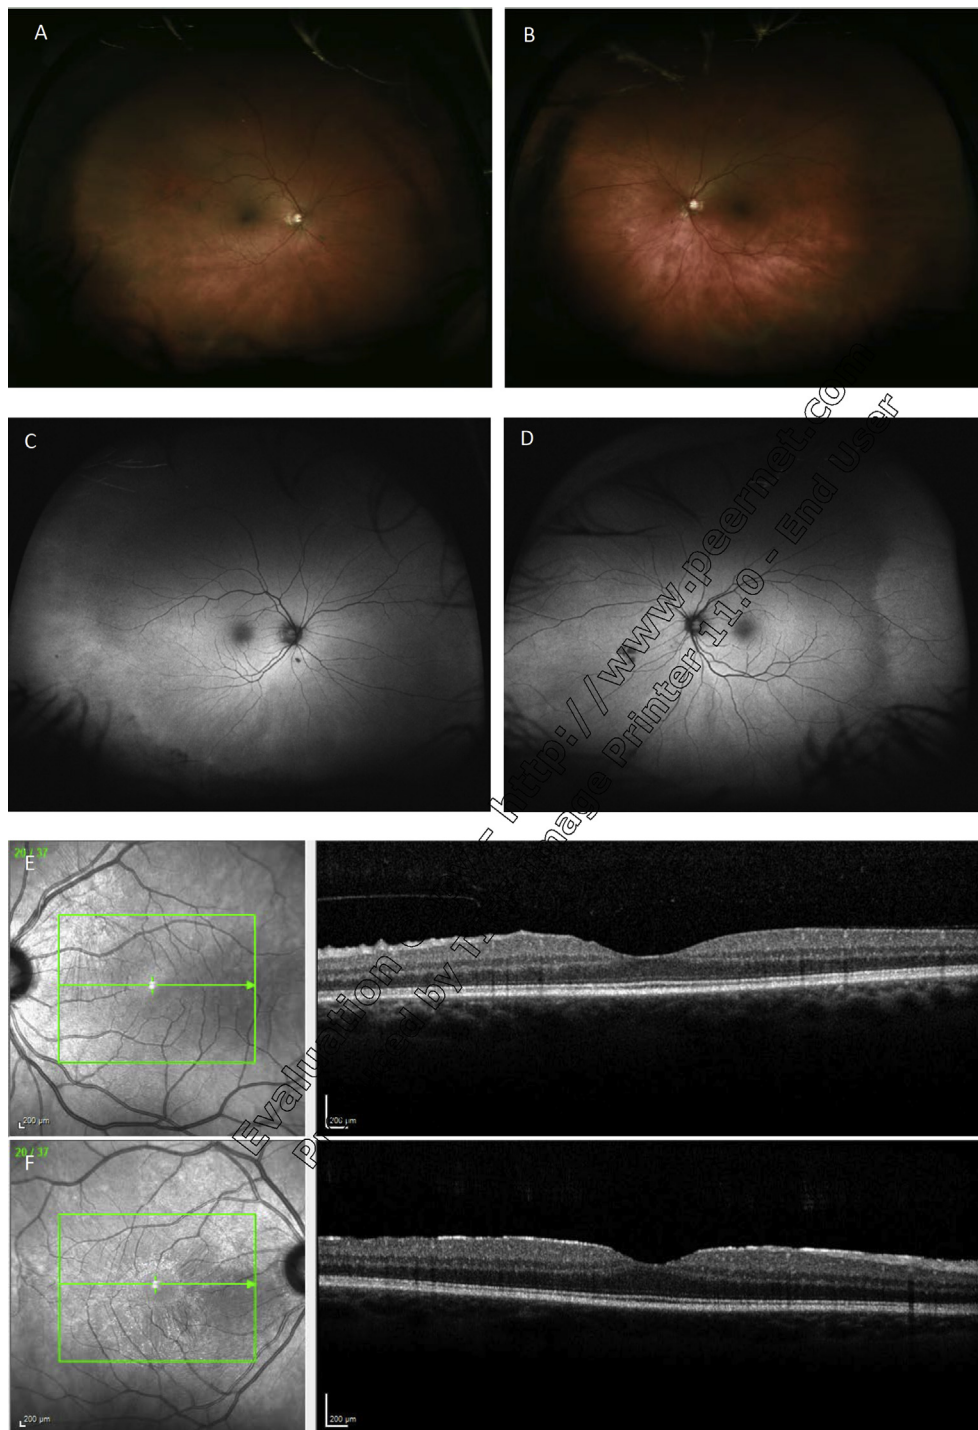 A
B
C
D
20 / 37
E
200 µm
200 µm
20 / 37
F
200 µm
200 µm
Evaluation – http://www.peernet.com
by Printer 11.0 – End User